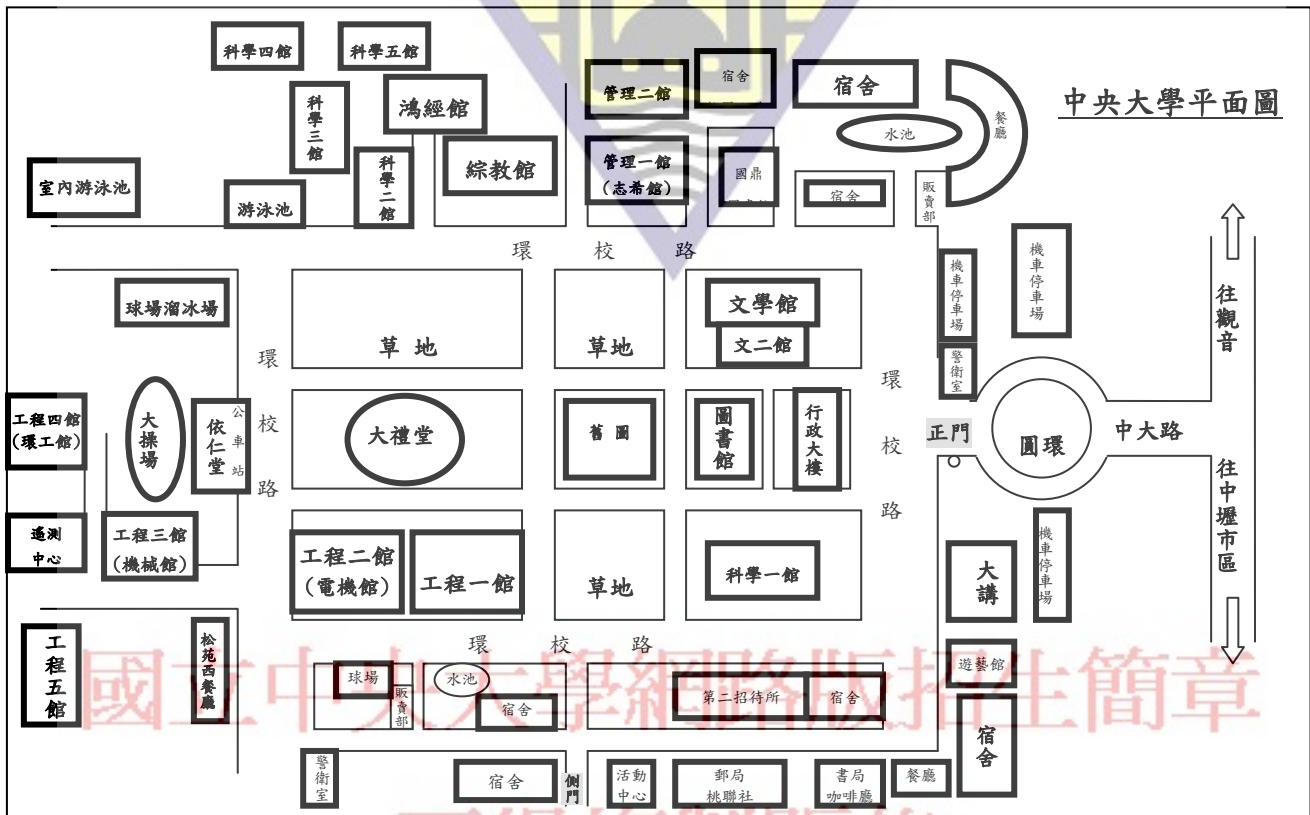 中央大學平面圖
科學四館
科學五館
科學三館
鴻經館
科學二館
綜教館
管理二館
宿舍
宿舍
餐廳
水池
管理一館
(志希館)
國鼎
宿舍
販賣部
室內游泳池
游泳池
環校路
球場溜冰場
草地
草地
文學館
文二館
機車停車場
機車停車場
警衛室
往觀音
環校路
工程四館
(環工館)
大操場
依仁堂
公車站
大禮堂
舊圖
圖書館
行政大樓
環校路
正門
圓環
中大路
往中壢市區
遙測
中心
工程三館
(機械館)
工程二館
(電機館)
工程一館
草地
科學一館
大講
機車停車場
環校路
工程五館
松苑西餐廳
球場
販賣部
水池
宿舍
第二招待所
宿舍
遊藝館
宿舍
國立中央大學網路版招生簡章
警衛室
宿舍
側門
活動
中心
郵局
桃聯社
書局
咖啡廳
餐廳